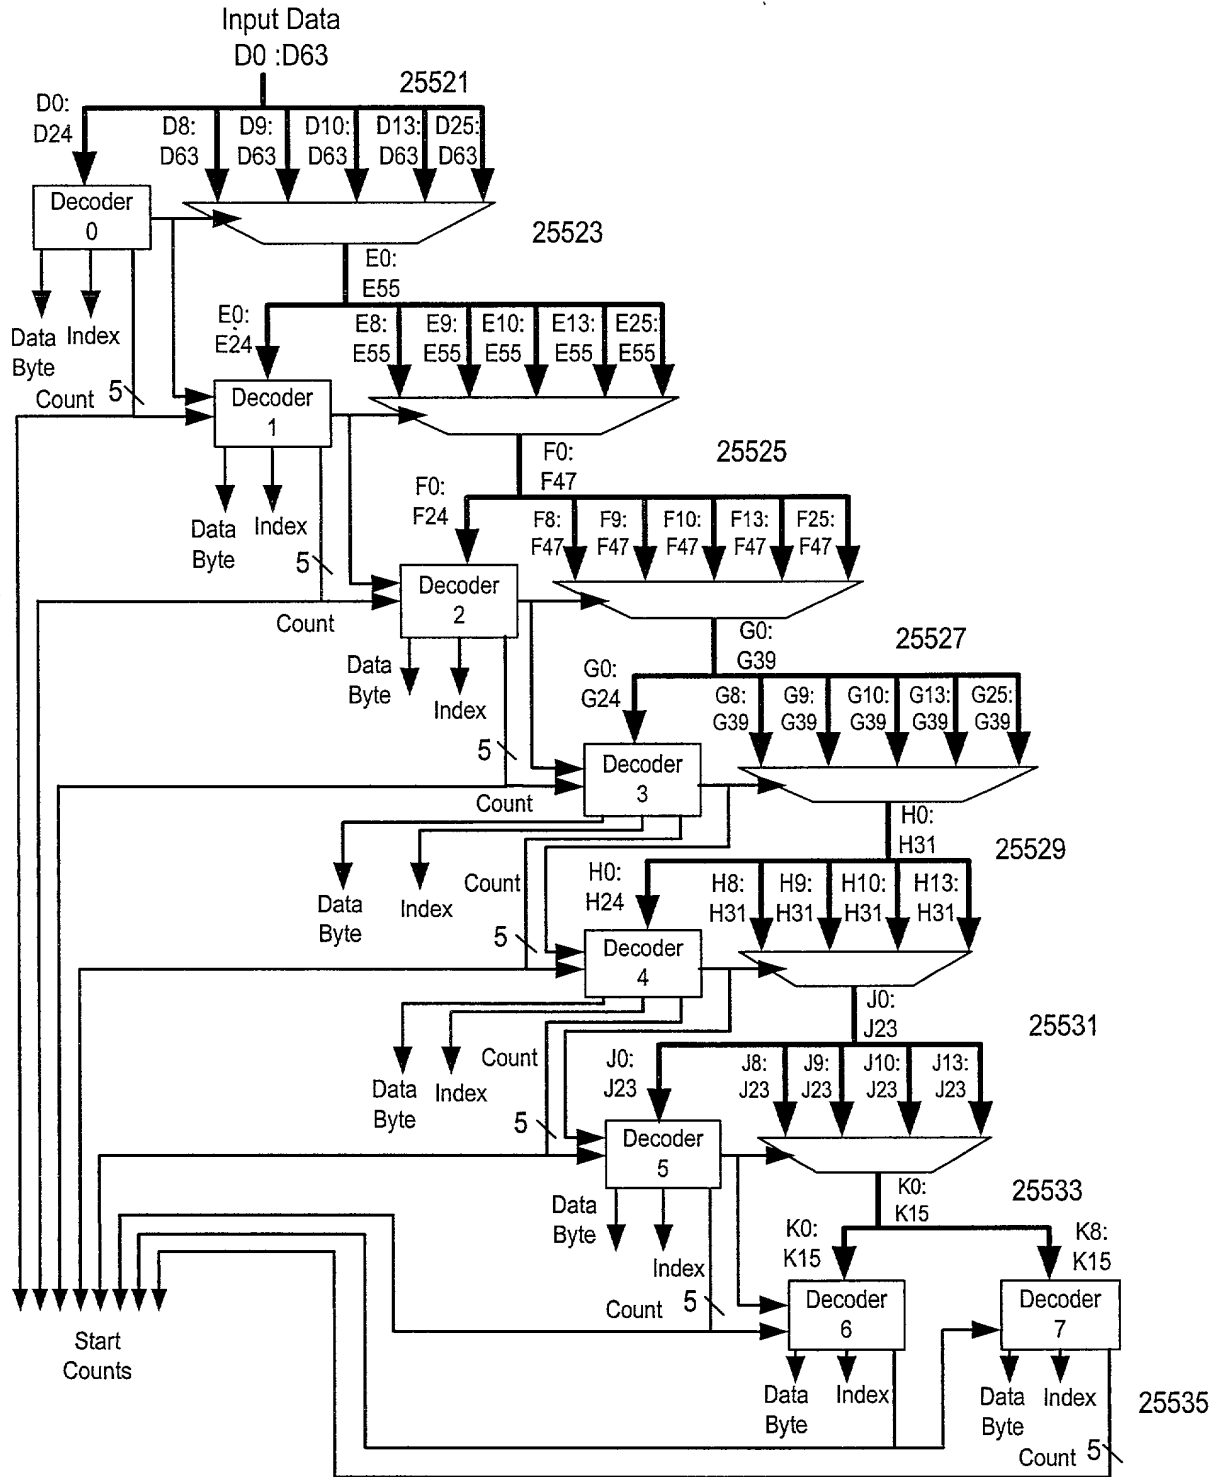 Input Data
D0 :D63
25521
D0:
D24
D8:
D63
D9:
D63
D10:
D63
D13:
D63
D25:
D63
Decoder
0
25523
E0:
E55
Data
Byte
Index
Count
5
E0:
E24
E8:
E55
E9:
E55
E10:
E55
E13:
E55
E25:
E55
Decoder
1
25525
F0:
F47
Data
Byte
Index
5
Count
F0:
F24
F8:
F47
F9:
F47
F10:
F47
F13:
F47
F25:
F47
Decoder
2
25527
G0:
G39
Data
Byte
Index
5
Count
G0:
G24
G8:
G39
G9:
G39
G10:
G39
G13:
G39
G25:
G39
Decoder
3
H0:
H31
25529
Data
Byte
Index
Count
5
H0:
H24
H8:
H31
H9:
H31
H10:
H31
H13:
H31
Decoder
4
J0:
J23
25531
Data
Byte
Index
Count
5
J0:
J23
J8:
J23
J9:
J23
J10:
J23
J13:
J23
Decoder
5
K0:
K15
25533
Data
Byte
Index
Count
5
K0:
K15
K8:
K15
Decoder
6
Decoder
7
Start
Counts
Data
Byte
Index
Data
Byte
Index
25535
Count
5